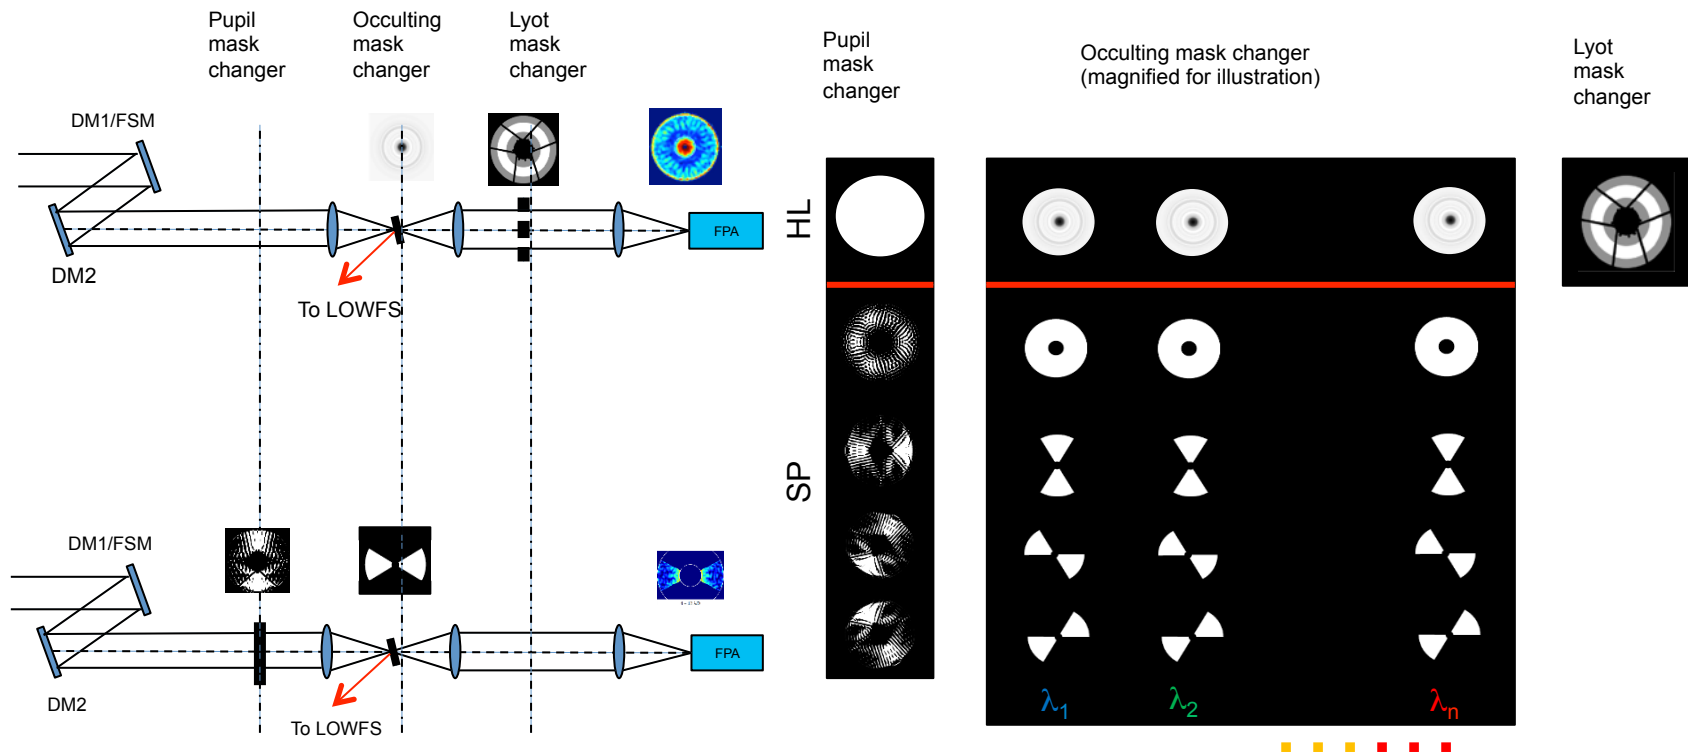 Pupil
mask
changer
Occulting
mask
changer
Lyot
mask
changer
DM1/FSM
DM2
To LOWFS
FPA
DM1/FSM
DM2
To LOWFS
FPA
Pupil
mask
changer
Occulting mask changer
(magnified for illustration)
Lyot
mask
changer
HL
SP
λ1
λ2
λn